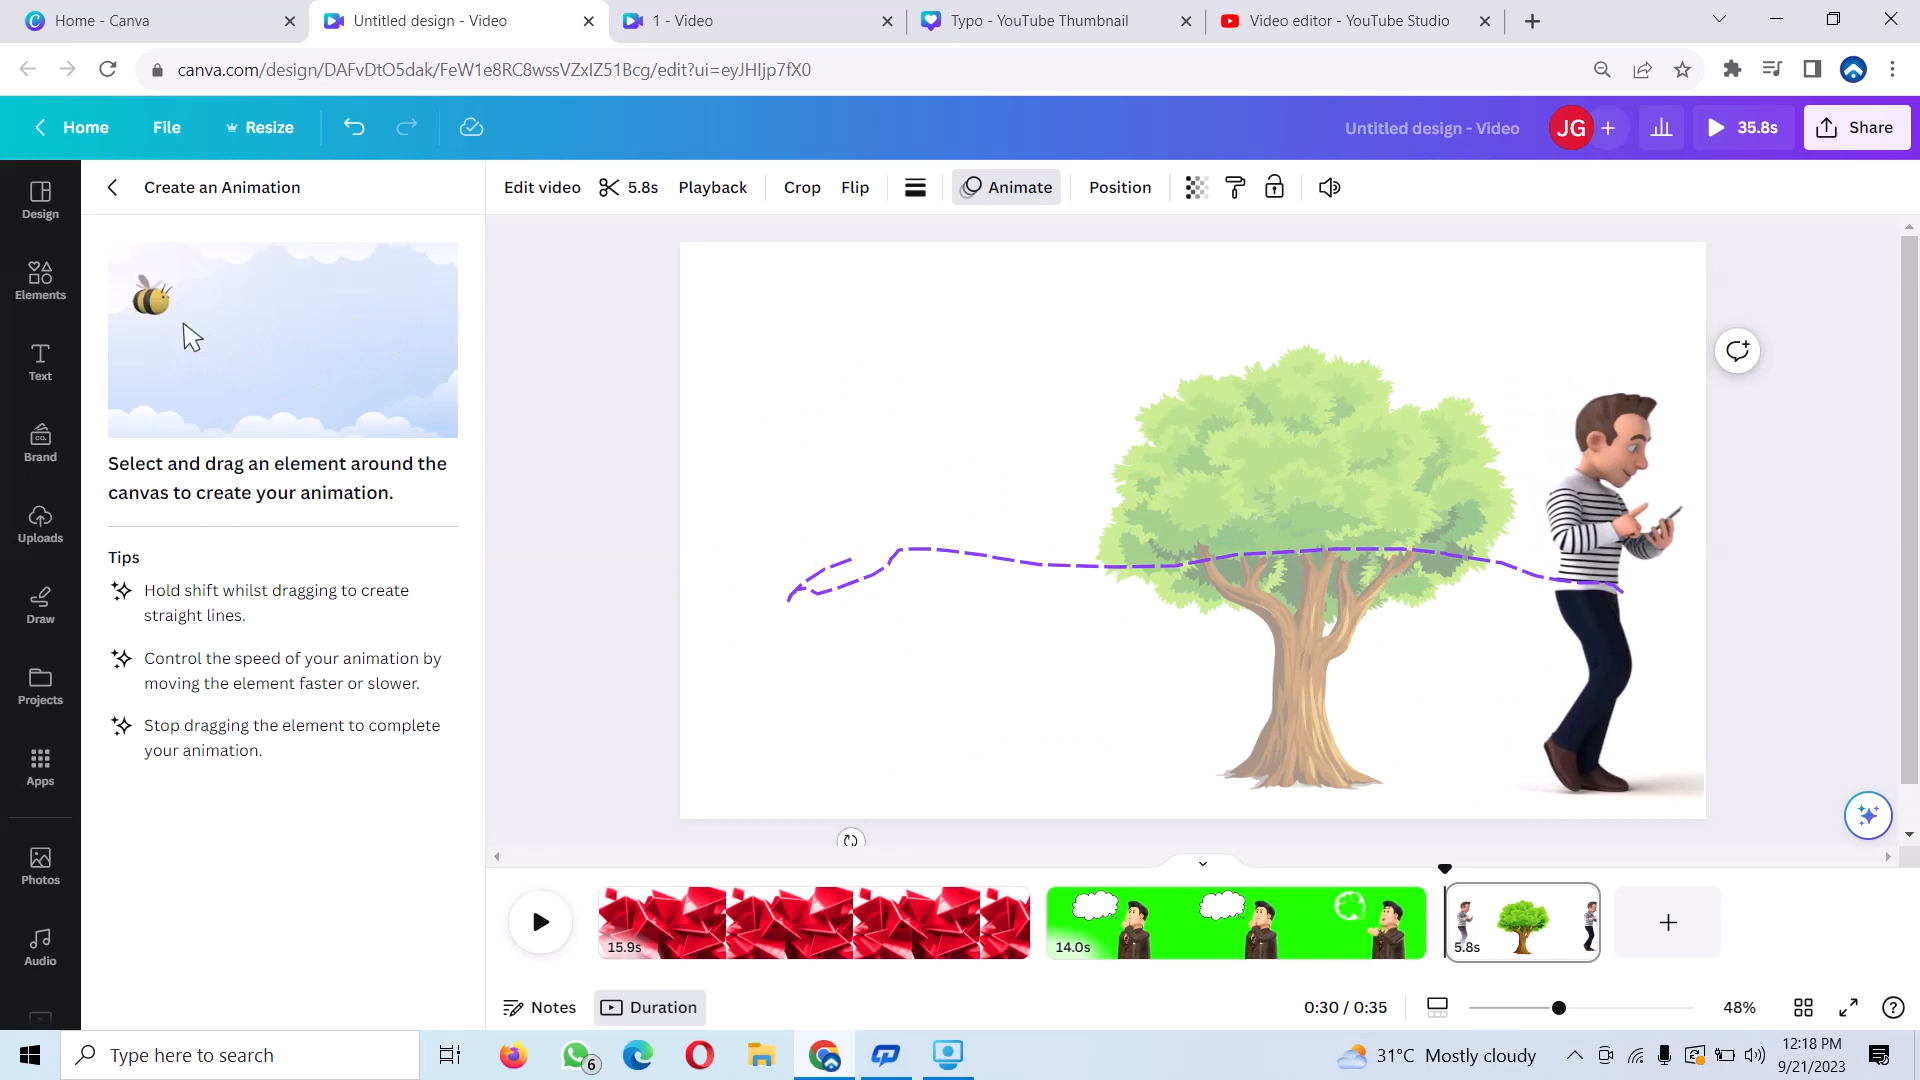 Home - Canva
Untitled design - Video
1 - Video
Typo - YouTube Thumbnail
Video editor - YouTube Studio
canva.com/design/DAFvDtO5dak/FeW1e8RC8wssVZxIZ51Bcg/edit?ui=eyJHIjp7fX0
Home
File
Resize
Untitled design - Video
JG
35.8s
Share
Create an Animation
Edit video
5.8s
Playback
Crop
Flip
Animate
Position
Design
Elements
Text
Brand
Uploads
Draw
Projects
Apps
Photos
Audio
Select and drag an element around the
canvas to create your animation.
Tips
Hold shift whilst dragging to create
straight lines.
Control the speed of your animation by
moving the element faster or slower.
Stop dragging the element to complete
your animation.
15.9s
14.0s
5.8s
Notes
Duration
0:30 / 0:35
48%
Type here to search
6
31°C Mostly cloudy
12:18 PM
9/21/2023